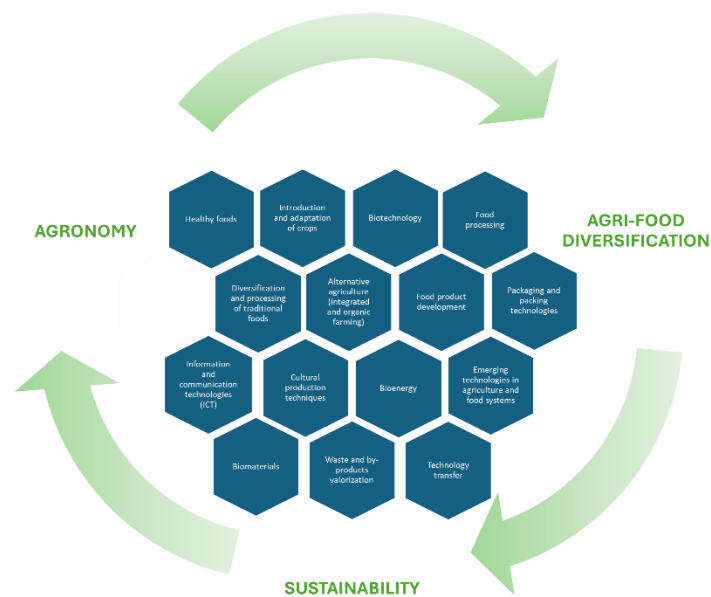 AGRONOMY
AGRI-FOOD
DIVERSIFICATION
Healthy foods
Introduction
and adaptation
of crops
Biotechnology
Food
processing
Diversification
and processing
of traditional
foods
Alternative
agriculture
(integrated
and organic
farming)
Food product
development
Packaging and
packing
technologies
Information
and
communication
technologies
(ICT)
Cultural
production
techniques
Bioenergy
Emerging
technologies in
agriculture and
food systems
Biomaterials
Waste and by-
products
valorization
Technology
transfer
SUSTAINABILITY